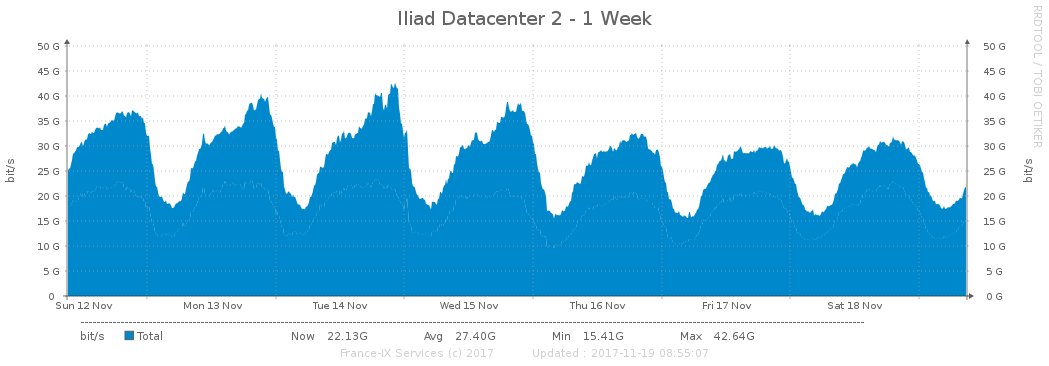 Iliad Datacenter 2 - 1 Week
RRDTOOL / TOBI OETIKER
bit/s
50 G 50 G
45 G 45 G
40 G 40 G
35 G 35 G
30 G 30 G
25 G 25 G
20 G 20 G
15 G 15 G
10 G 10 G
5 G 5 G
0 0 G
bit/s
Sun 12 Nov Mon 13 Nov Tue 14 Nov Wed 15 Nov Thu 16 Nov Fri 17 Nov Sat 18 Nov
bit/s Total Now 22.13G Avg 27.40G Min 15.41G Max 42.64G
France-IX Services (c) 2017 Updated : 2017-11-19 08:55:07